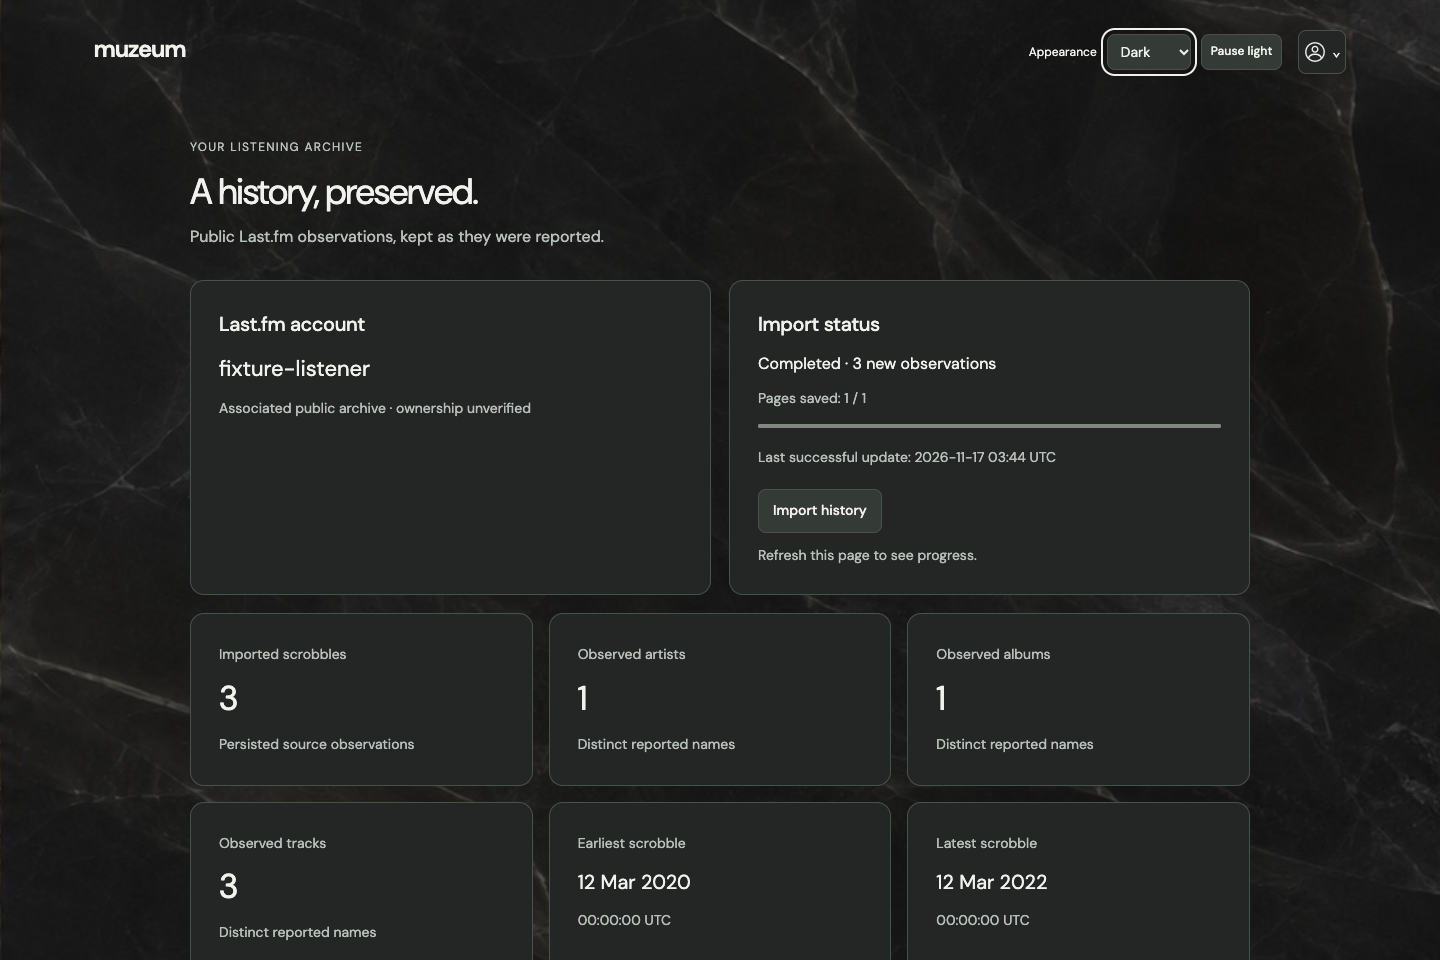 muzeum
Appearance
Dark
Pause light
YOUR LISTENING ARCHIVE
A history, preserved.
Public Last.fm observations, kept as they were reported.
Last.fm account
fixture-listener
Associated public archive · ownership unverified
Import status
Completed · 3 new observations
Pages saved: 1 / 1
Last successful update: 2026-11-17 03:44 UTC
Import history
Refresh this page to see progress.
Imported scrobbles
3
Persisted source observations
Observed artists
1
Distinct reported names
Observed albums
1
Distinct reported names
Observed tracks
3
Distinct reported names
Earliest scrobble
12 Mar 2020
00:00:00 UTC
Latest scrobble
12 Mar 2022
00:00:00 UTC